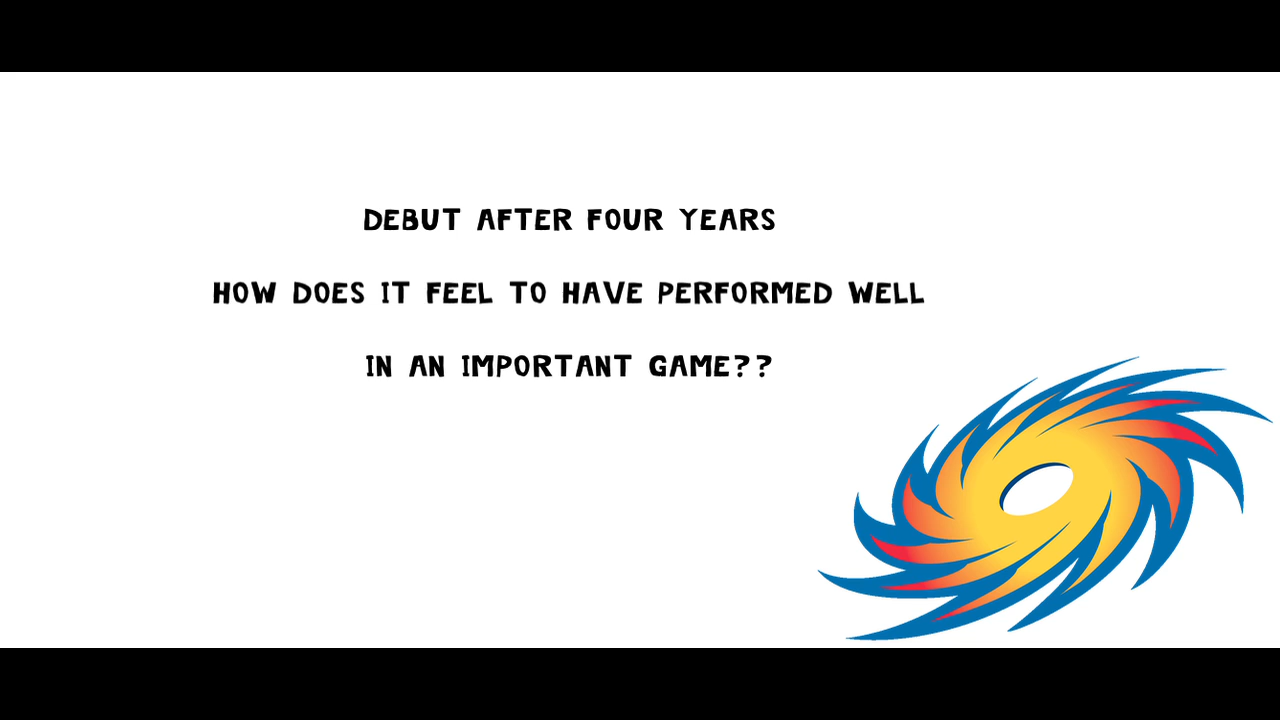 DEBUT AFTER FOUR YEARS
HOW DOES IT FEEL TO HAVE PERFORMED WELL
IN AN IMPORTANT GAME??